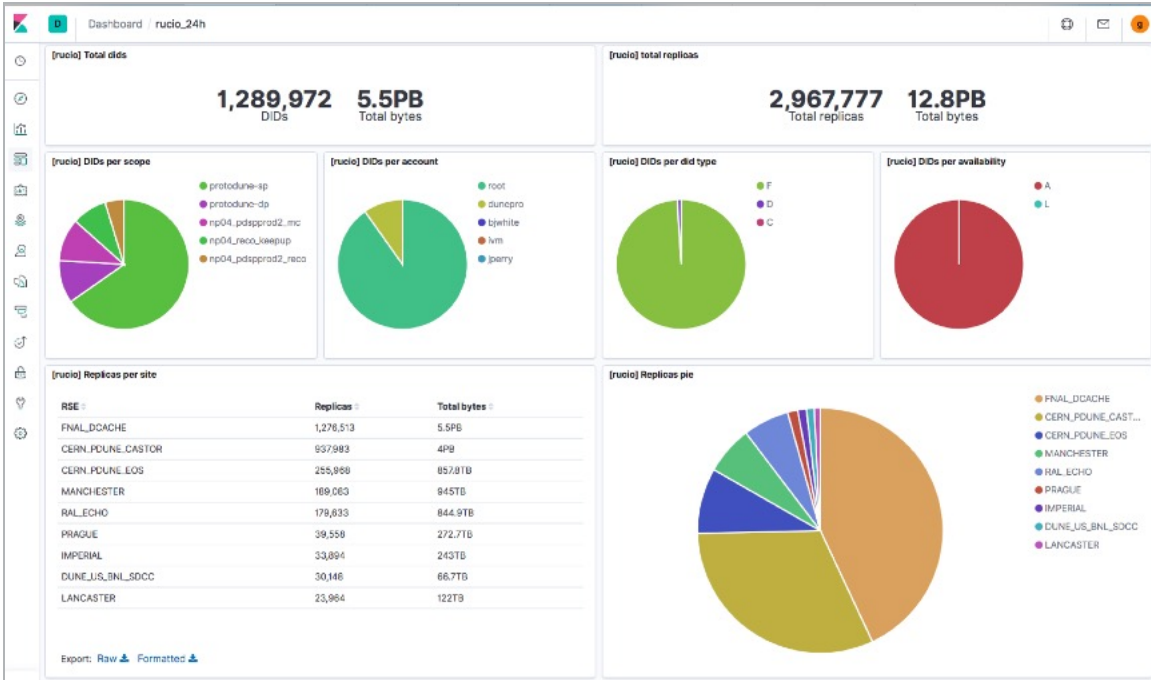 D Dashboard / rucio_24h g
[rucio] Total dids
1,289,972 5.5PB
DIDs Total bytes
[rucio] total replicas
2,967,777 12.8PB
Total replicas Total bytes
[rucio] DIDs per scope
protodune-sp
protodune-dp
np04_pdspprod2_mc
np04_reco_keepup
np04_pdspprod2_reco
[rucio] DIDs per account
root
dunepro
bjwhite
ivm
jperry
[rucio] DIDs per did type
F
D
C
[rucio] DIDs per availability
A
L
[rucio] Replicas per site
RSE Replicas Total bytes
FNAL_DCACHE 1,276,513 5.5PB
CERN_PDUNE_CASTOR 937,983 4PB
CERN_PDUNE_EOS 255,968 857.8TB
MANCHESTER 189,063 945TB
RAL_ECHO 179,633 844.9TB
PRAGUE 39,558 272.7TB
IMPERIAL 33,894 243TB
DUNE_US_BNL_SDCC 30,146 66.7TB
LANCASTER 23,964 122TB
Export: Raw Formatted
[rucio] Replicas pie
FNAL_DCACHE
CERN_PDUNE_CAST...
CERN_PDUNE_EOS
MANCHESTER
RAL_ECHO
PRAGUE
IMPERIAL
DUNE_US_BNL_SDCC
LANCASTER